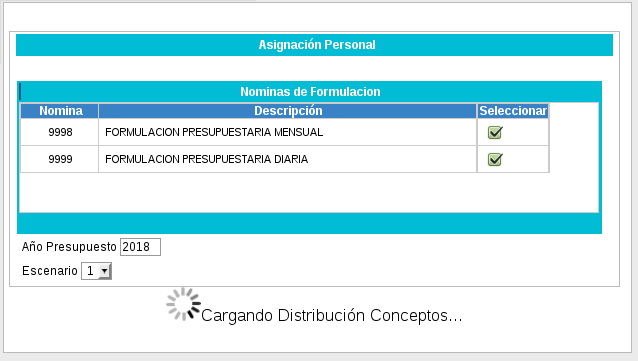 Asignación Personal
Nominas de Formulacion
Nomina Descripción Seleccionar
9998 FORMULACION PRESUPUESTARIA MENSUAL
9999 FORMULACION PRESUPUESTARIA DIARIA
Año Presupuesto 2018
Escenario 1
Cargando Distribución Conceptos...